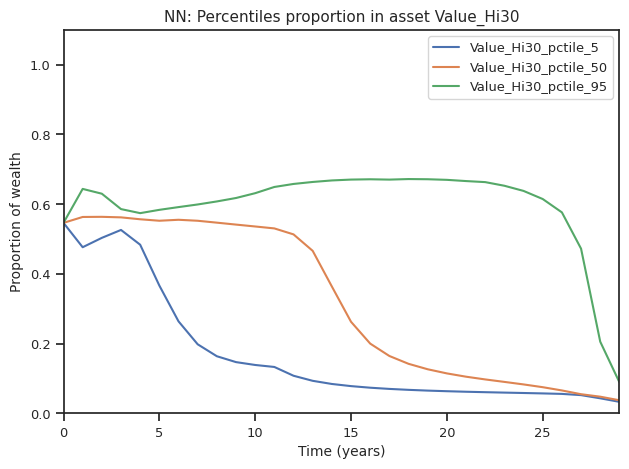 NN: Percentiles proportion in asset Value_Hi30
Value_Hi30_pctile_5
Value_Hi30_pctile_50
Value_Hi30_pctile_95
Proportion of wealth
1.0
0.8
0.6
0.4
0.2
0.0
0 5 10 15 20 25
Time (years)